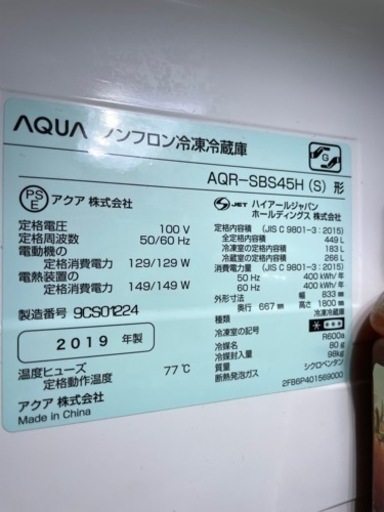 AQUA ノンフロン冷凍冷蔵庫
G
AQR-SBS45H (S) 形
PS
E
アクア 株式会社
定格電圧 100 V
定格周波数 50/60 Hz
電動機の
定格消費電力 129/129 W
電熱装置の
定格消費電力 149/149 W
製造番号 9CS01224
2019 年製
温度ヒューズ
定格動作温度 77℃
アクア 株式会社
Made in China
S JET ハイアールジャパン
ホールディングス 株式会社
定格内容積 (JIS C 9801-3 : 2015)
全定格内容積 449 L
冷凍室の内容積 183 L
冷蔵室の内容積 266 L
消費電力量 (JIS C 9801-3 : 2015)
50 Hz 400 kWh/年
60 Hz 400 kWh/年
外形寸法 幅 833 mm
奥行 667 mm 高さ 1800 mm
種類 冷凍冷蔵庫
冷凍室の記号
冷媒名 R600a
冷媒封入量 80 g
質量 98kg
断熱発泡ガス シクロペンタン
2FB6P401569000